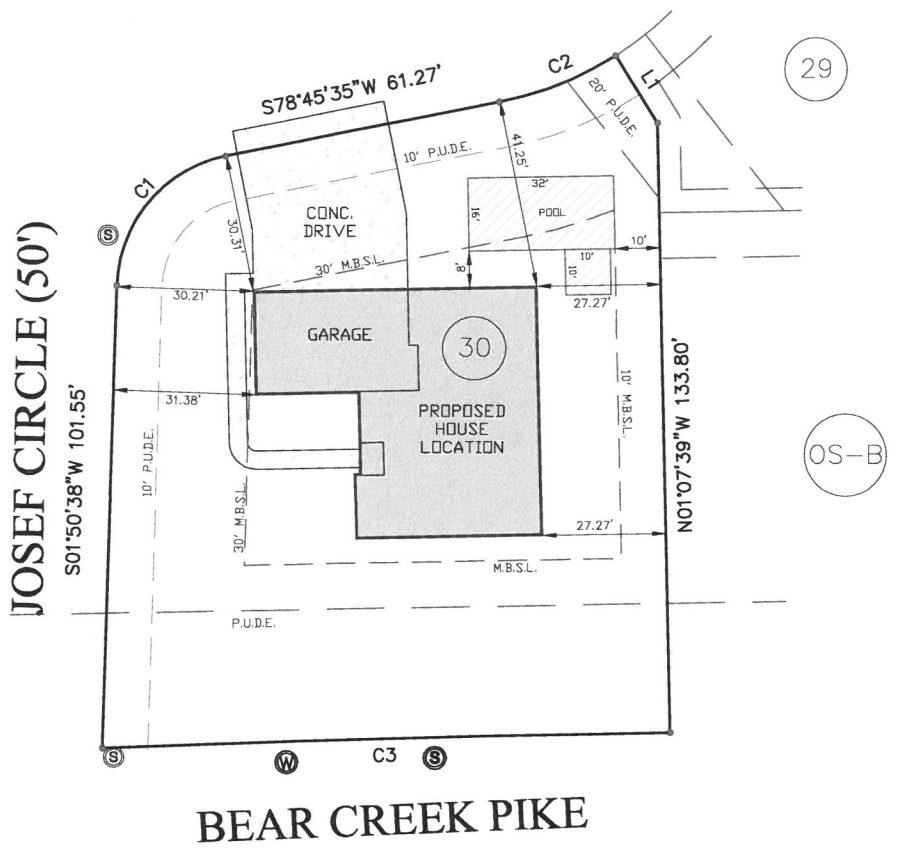 29
C2
L1
20' P.U.D.E.
S78°45'35"W 61.27'
10' P.U.D.E.
41.25'
C1
32'
POOL
16'
CONC.
DRIVE
30.31'
30' M.B.S.L.
8'
10'
10'
10'
S
30.21'
27.27'
GARAGE
30
JOSEF CIRCLE (50')
S01°50'38"W 101.55'
31.38'
PROPOSED
HOUSE
LOCATION
10' M.B.S.L.
N01°07'39"W 133.80'
OS-B
10' P.U.D.E.
30' M.B.S.L.
27.27'
M.B.S.L.
P.U.D.E.
S
W
C3
S
BEAR CREEK PIKE